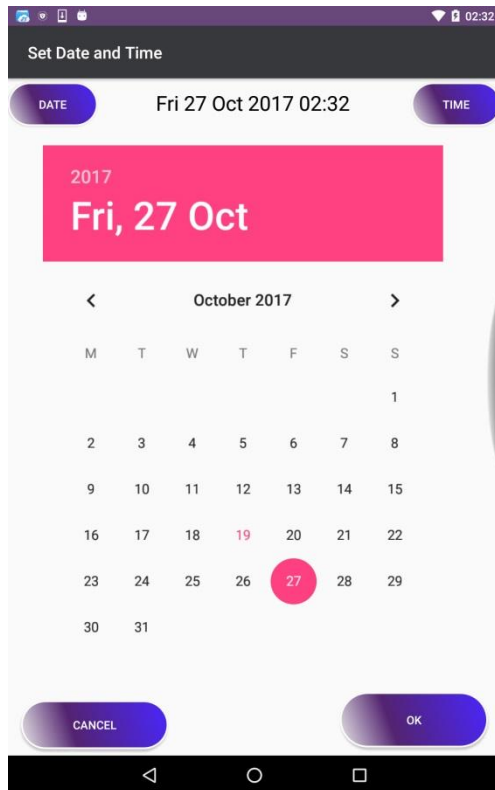 02:32
Set Date and Time
DATE Fri 27 Oct 2017 02:32 TIME
2017
Fri, 27 Oct
October 2017
M T W T F S S
1
2 3 4 5 6 7 8
9 10 11 12 13 14 15
16 17 18 19 20 21 22
23 24 25 26 27 28 29
30 31
CANCEL OK